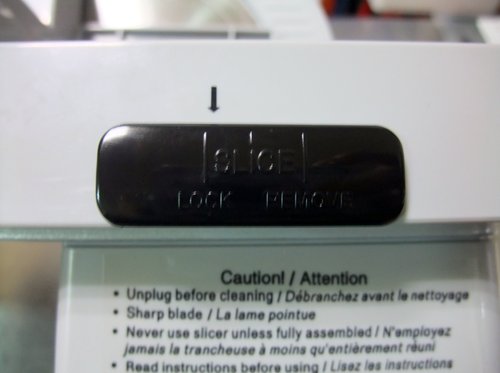 SLICE
LOCK REMOVE
Caution! / Attention
• Unplug before cleaning / Débranchez avant le nettoyage
• Sharp blade / La lame pointue
• Never use slicer unless fully assembled / N'employez
jamais la trancheuse à moins qu'entièrement réuni
• Read instructions before using / Lisez les instructions